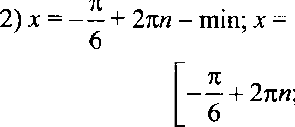 2) x = −π/6 + 2πn − min; x =
[−π/6 + 2πn;